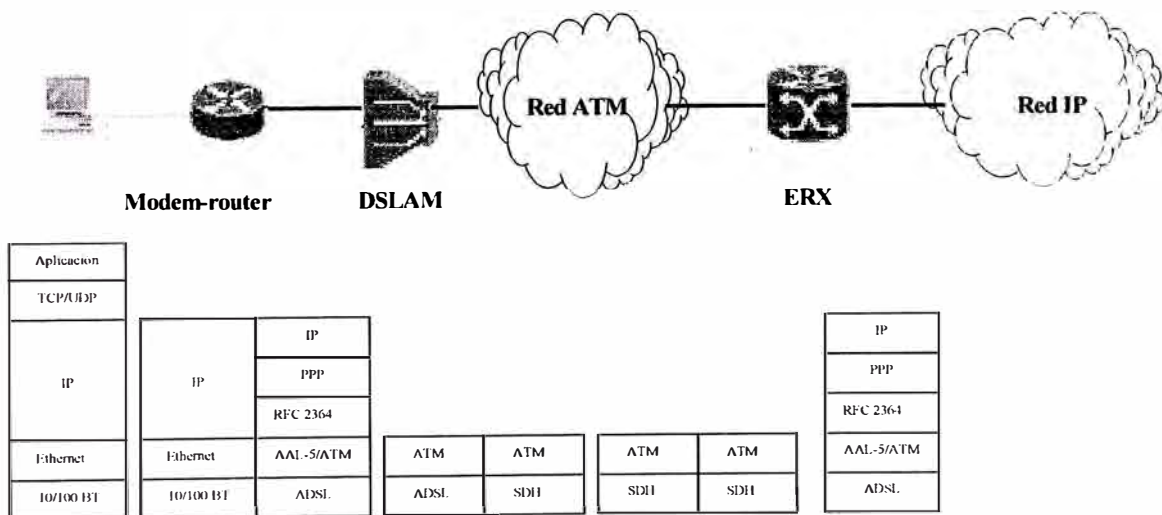 Red ATM
Red IP
Modem-router
DSLAM
ERX
Aplicacion
TCP/UDP
IP
Ethernet
10/100 BT
IP
Ethernet
10/100 BT
IP
PPP
RFC 2364
AAL-5/ATM
ADSL
ATM
ATM
ADSL
SDH
ATM
ATM
SDH
SDH
IP
PPP
RFC 2364
AAL-5/ATM
ADSL